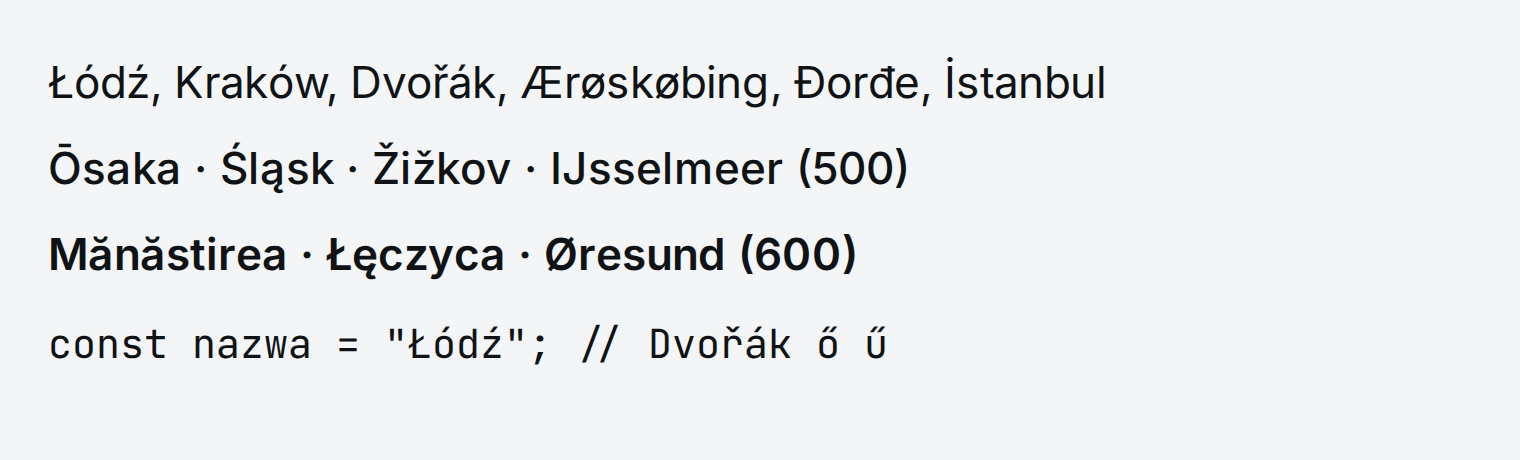 Łódź, Kraków, Dvořák, Ærøskøbing, Đorđe, İstanbul
Ōsaka · Śląsk · Žižkov · IJsselmeer (500)
Mănăstirea · Łęczyca · Øresund (600)
const nazwa = "Łódź"; // Dvořák ő ű